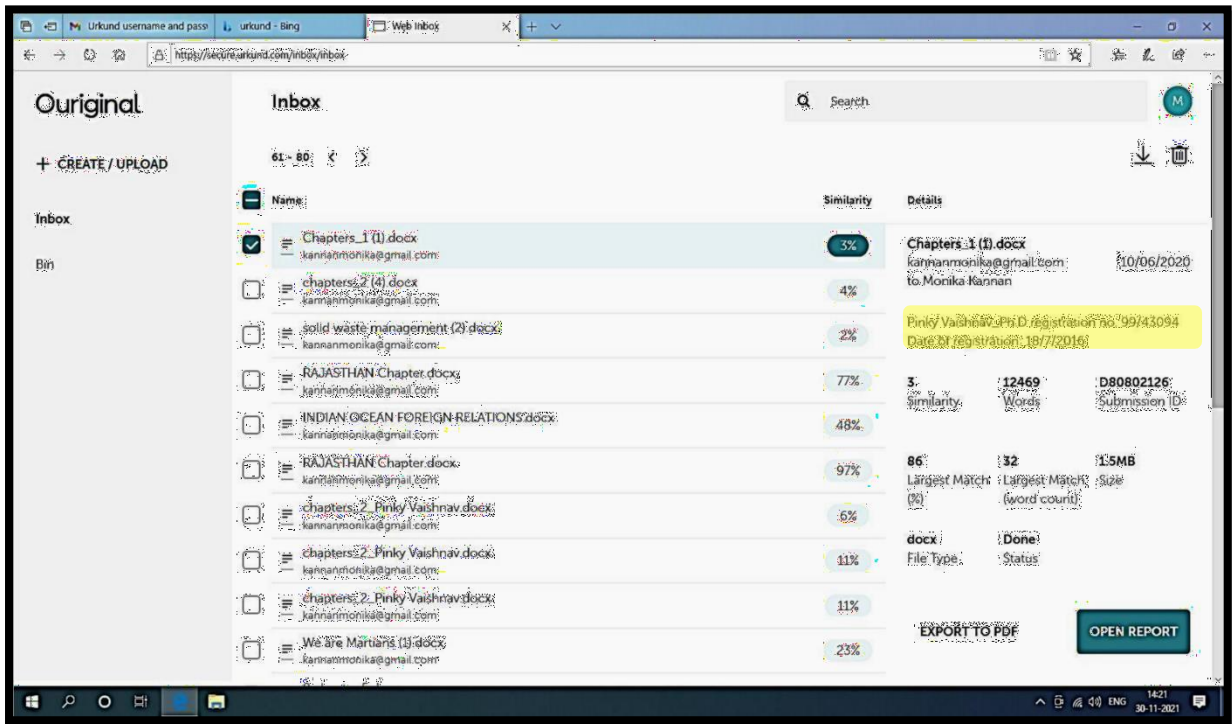 Urkund username and passw
urkund - Bing
Web Inbox
https://secure.urkund.com/inbox/inbox
Ouriginal
Inbox
Search
M
+ CREATE / UPLOAD
61 - 80
Name
Similarity
Details
Inbox
Bin
Chapters_1 (1).docx
kannanmonika@gmail.com
3%
chapters_2 (4).docx
kannanmonika@gmail.com
4%
solid waste management (2).docx
kannanmonika@gmail.com
2%
RAJASTHAN Chapter.docx
kannanmonika@gmail.com
77%
INDIAN OCEAN FOREIGN RELATIONS.docx
kannanmonika@gmail.com
48%
RAJASTHAN Chapter.docx
kannanmonika@gmail.com
97%
chapters_2_Pinky Vaishnav.docx
kannanmonika@gmail.com
6%
chapters_2_Pinky Vaishnav.docx
kannanmonika@gmail.com
11%
chapters_2_Pinky Vaishnav.docx
kannanmonika@gmail.com
11%
We are Martians (1).docx
kannanmonika@gmail.com
23%
Chapters_1 (1).docx
kannanmonika@gmail.com 10/06/2020
to Monika Kannan
Pinky Vaishnav_Ph.D registration no_99/43094
Date of registration_18/7/2016
3 12469 D80802126
Similarity Words Submission ID
86 32 1.5MB
Largest Match Largest Match Size
(%) (word count)
docx Done
File Type Status
EXPORT TO PDF OPEN REPORT
ENG
14:21
30-11-2021